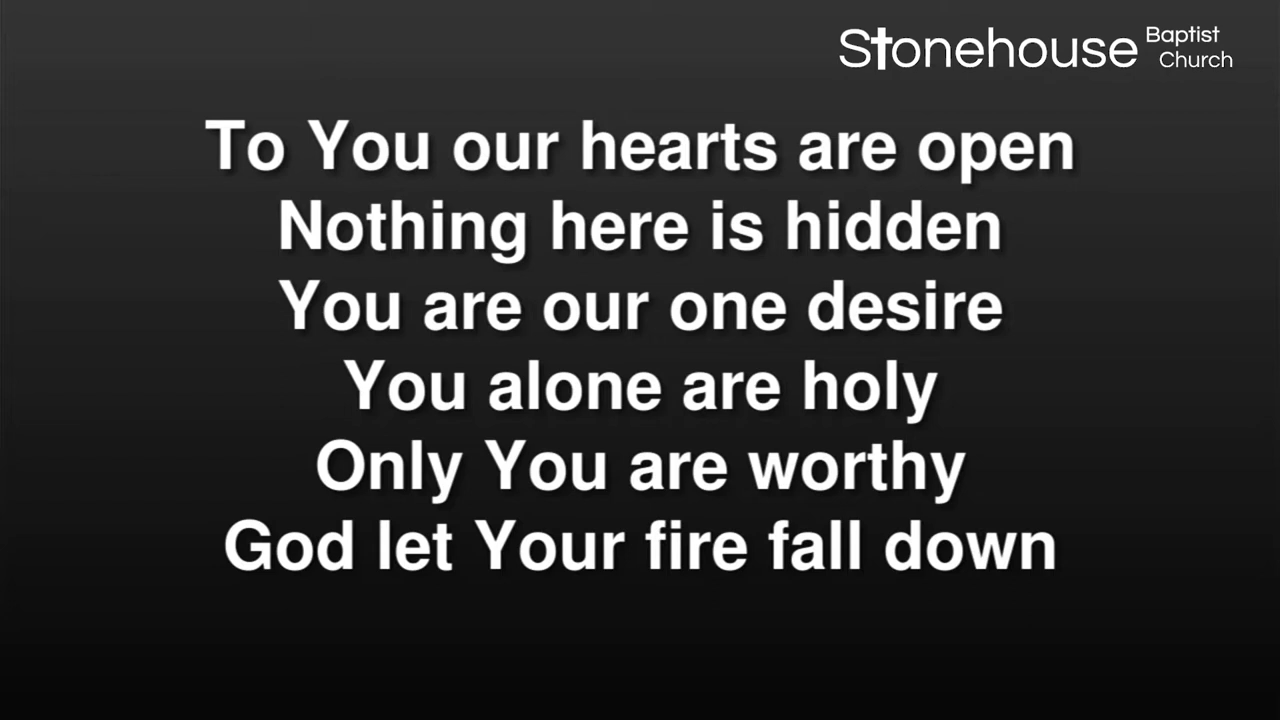 Stonehouse Baptist Church
To You our hearts are open
Nothing here is hidden
You are our one desire
You alone are holy
Only You are worthy
God let Your fire fall down